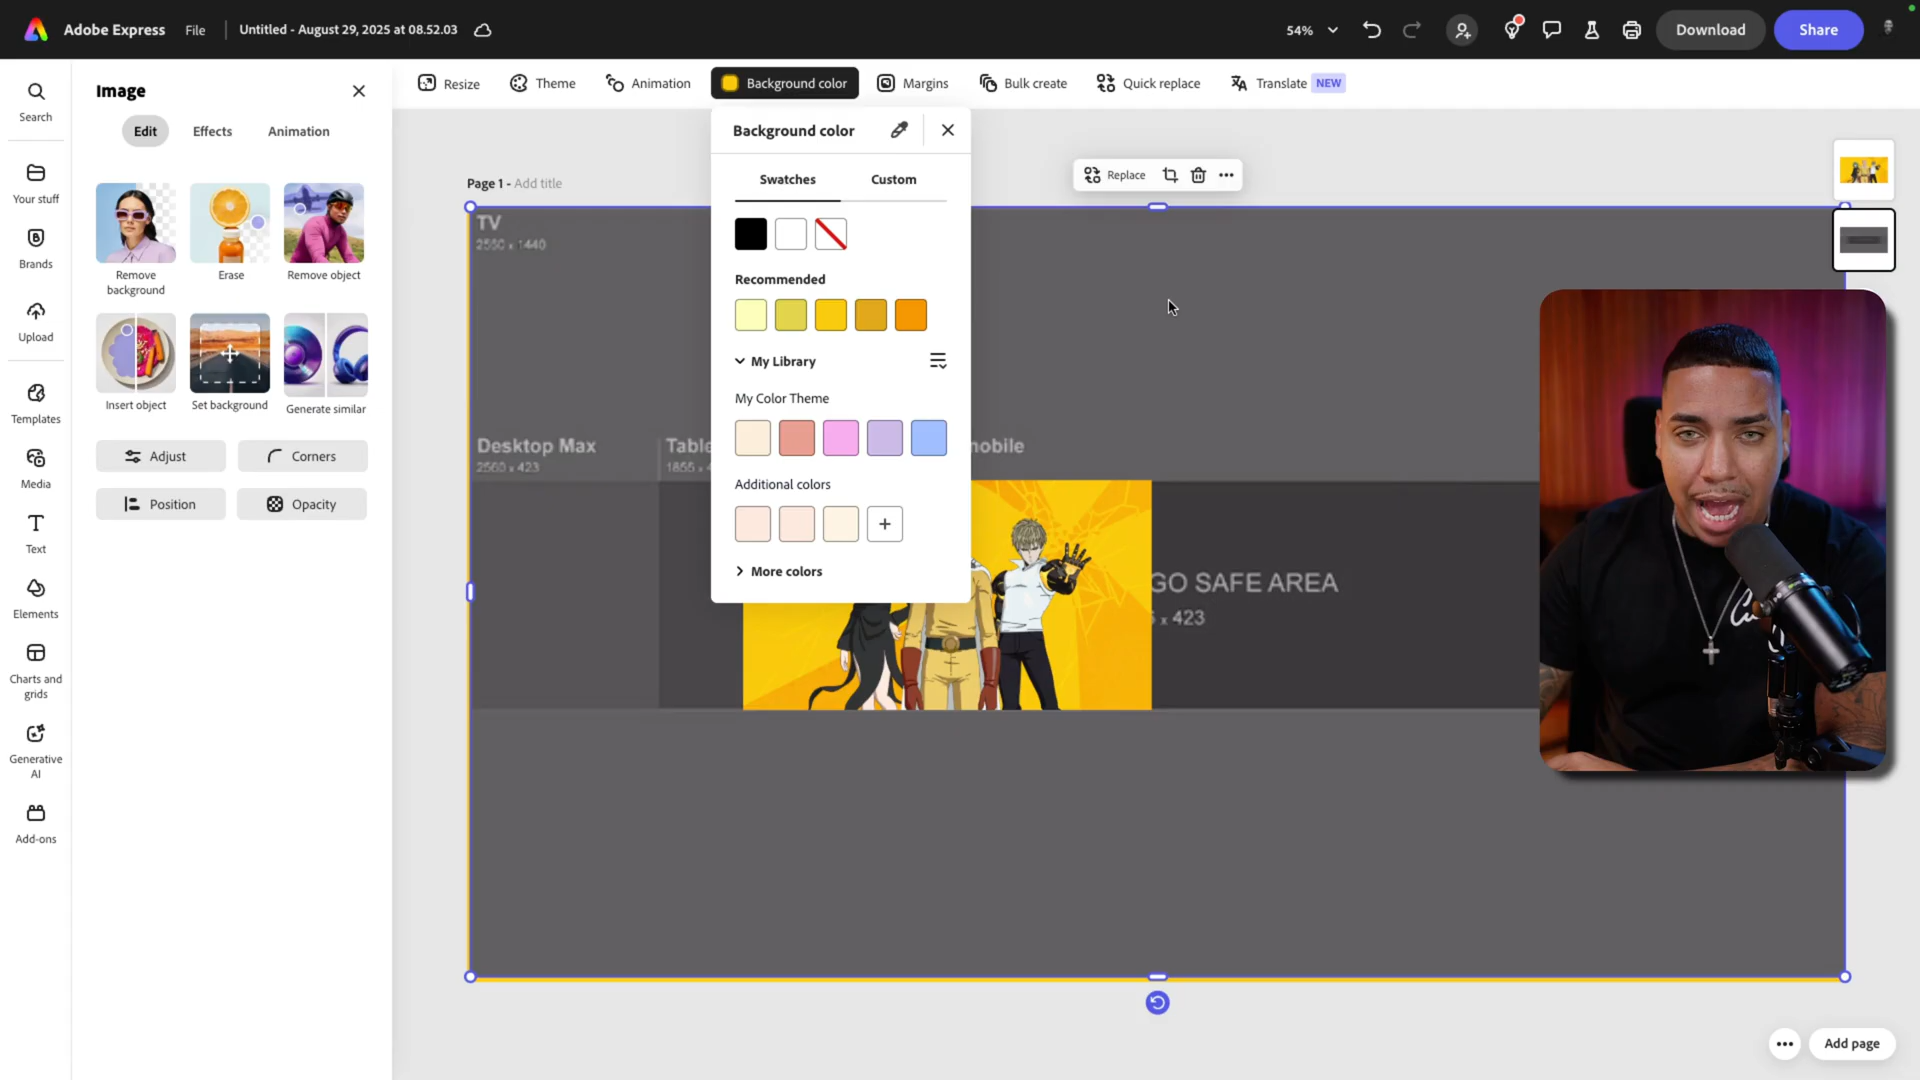 Adobe Express
File
Untitled - August 29, 2025 at 08.52.03
54%
Download
Share
Search
Your stuff
Brands
Upload
Templates
Media
Text
Elements
Charts and
grids
Generative
AI
Add-ons
Image
Edit
Effects
Animation
Remove
background
Erase
Remove object
Insert object
Set background
Generate similar
Adjust
Corners
Position
Opacity
Resize
Theme
Animation
Background color
Margins
Bulk create
Quick replace
Translate NEW
Background color
Swatches
Custom
Recommended
My Library
My Color Theme
Additional colors
More colors
Page 1 - Add title
Replace
TV
2560 x 1440
Desktop Max
2560 x 423
Table
1855 x 4
mobile
GO SAFE AREA
x 423
Add page